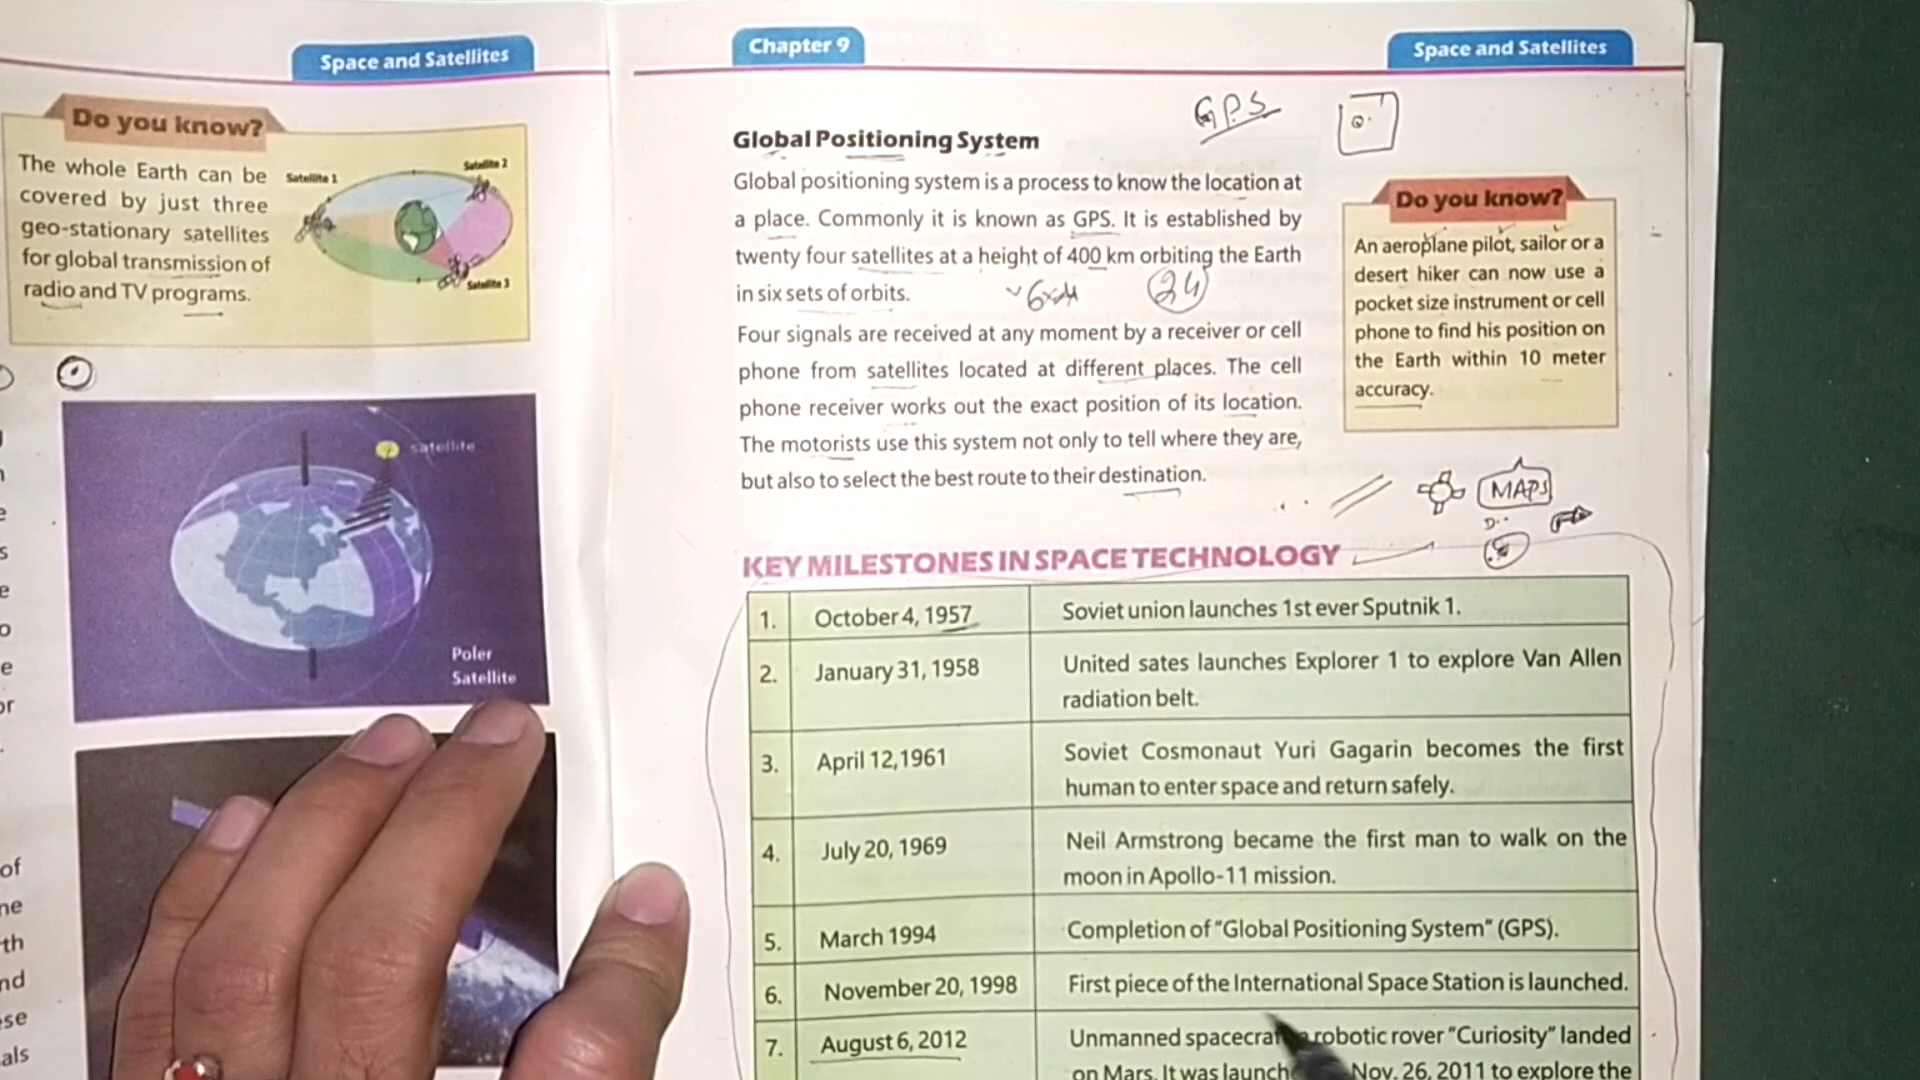 Space and Satellites
Do you know?
The whole Earth can be
covered by just three
geo-stationary satellites
for global transmission of
radio and TV programs.
Satellite 1
Satellite 2
Satellite 3
satellite
Poler
Satellite
of
th
als
Chapter 9
Space and Satellites
GPS
Global Positioning System
Global positioning system is a process to know the location at
a place. Commonly it is known as GPS. It is established by
twenty four satellites at a height of 400 km orbiting the Earth
in six sets of orbits.
24
Four signals are received at any moment by a receiver or cell
phone from satellites located at different places. The cell
phone receiver works out the exact position of its location.
The motorists use this system not only to tell where they are,
but also to select the best route to their destination.
Do you know?
An aeroplane pilot, sailor or a
desert hiker can now use a
pocket size instrument or cell
phone to find his position on
the Earth within 10 meter
accuracy.
MAPS
KEY MILESTONES IN SPACE TECHNOLOGY
1. October 4, 1957 Soviet union launches 1st ever Sputnik 1.
2. January 31, 1958 United sates launches Explorer 1 to explore Van Allen
radiation belt.
3. April 12,1961 Soviet Cosmonaut Yuri Gagarin becomes the first
human to enter space and return safely.
4. July 20, 1969 Neil Armstrong became the first man to walk on the
moon in Apollo-11 mission.
5. March 1994 Completion of "Global Positioning System" (GPS).
6. November 20, 1998 First piece of the International Space Station is launched.
7. August 6, 2012 Unmanned spacecraft robotic rover "Curiosity" landed
on Mars. It was Nov. 26, 2011 to explore the